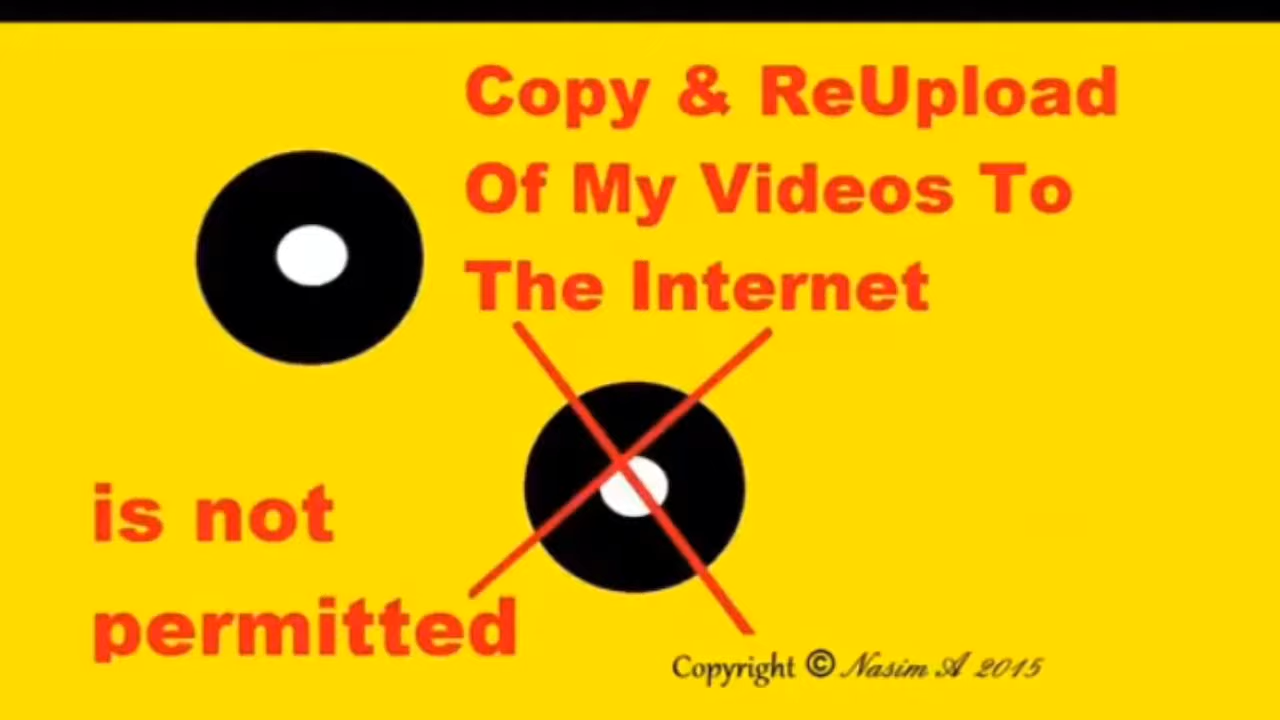 Copy & ReUpload
Of My Videos To
The Internet
is not
permitted
Copyright © Nasim A 2015